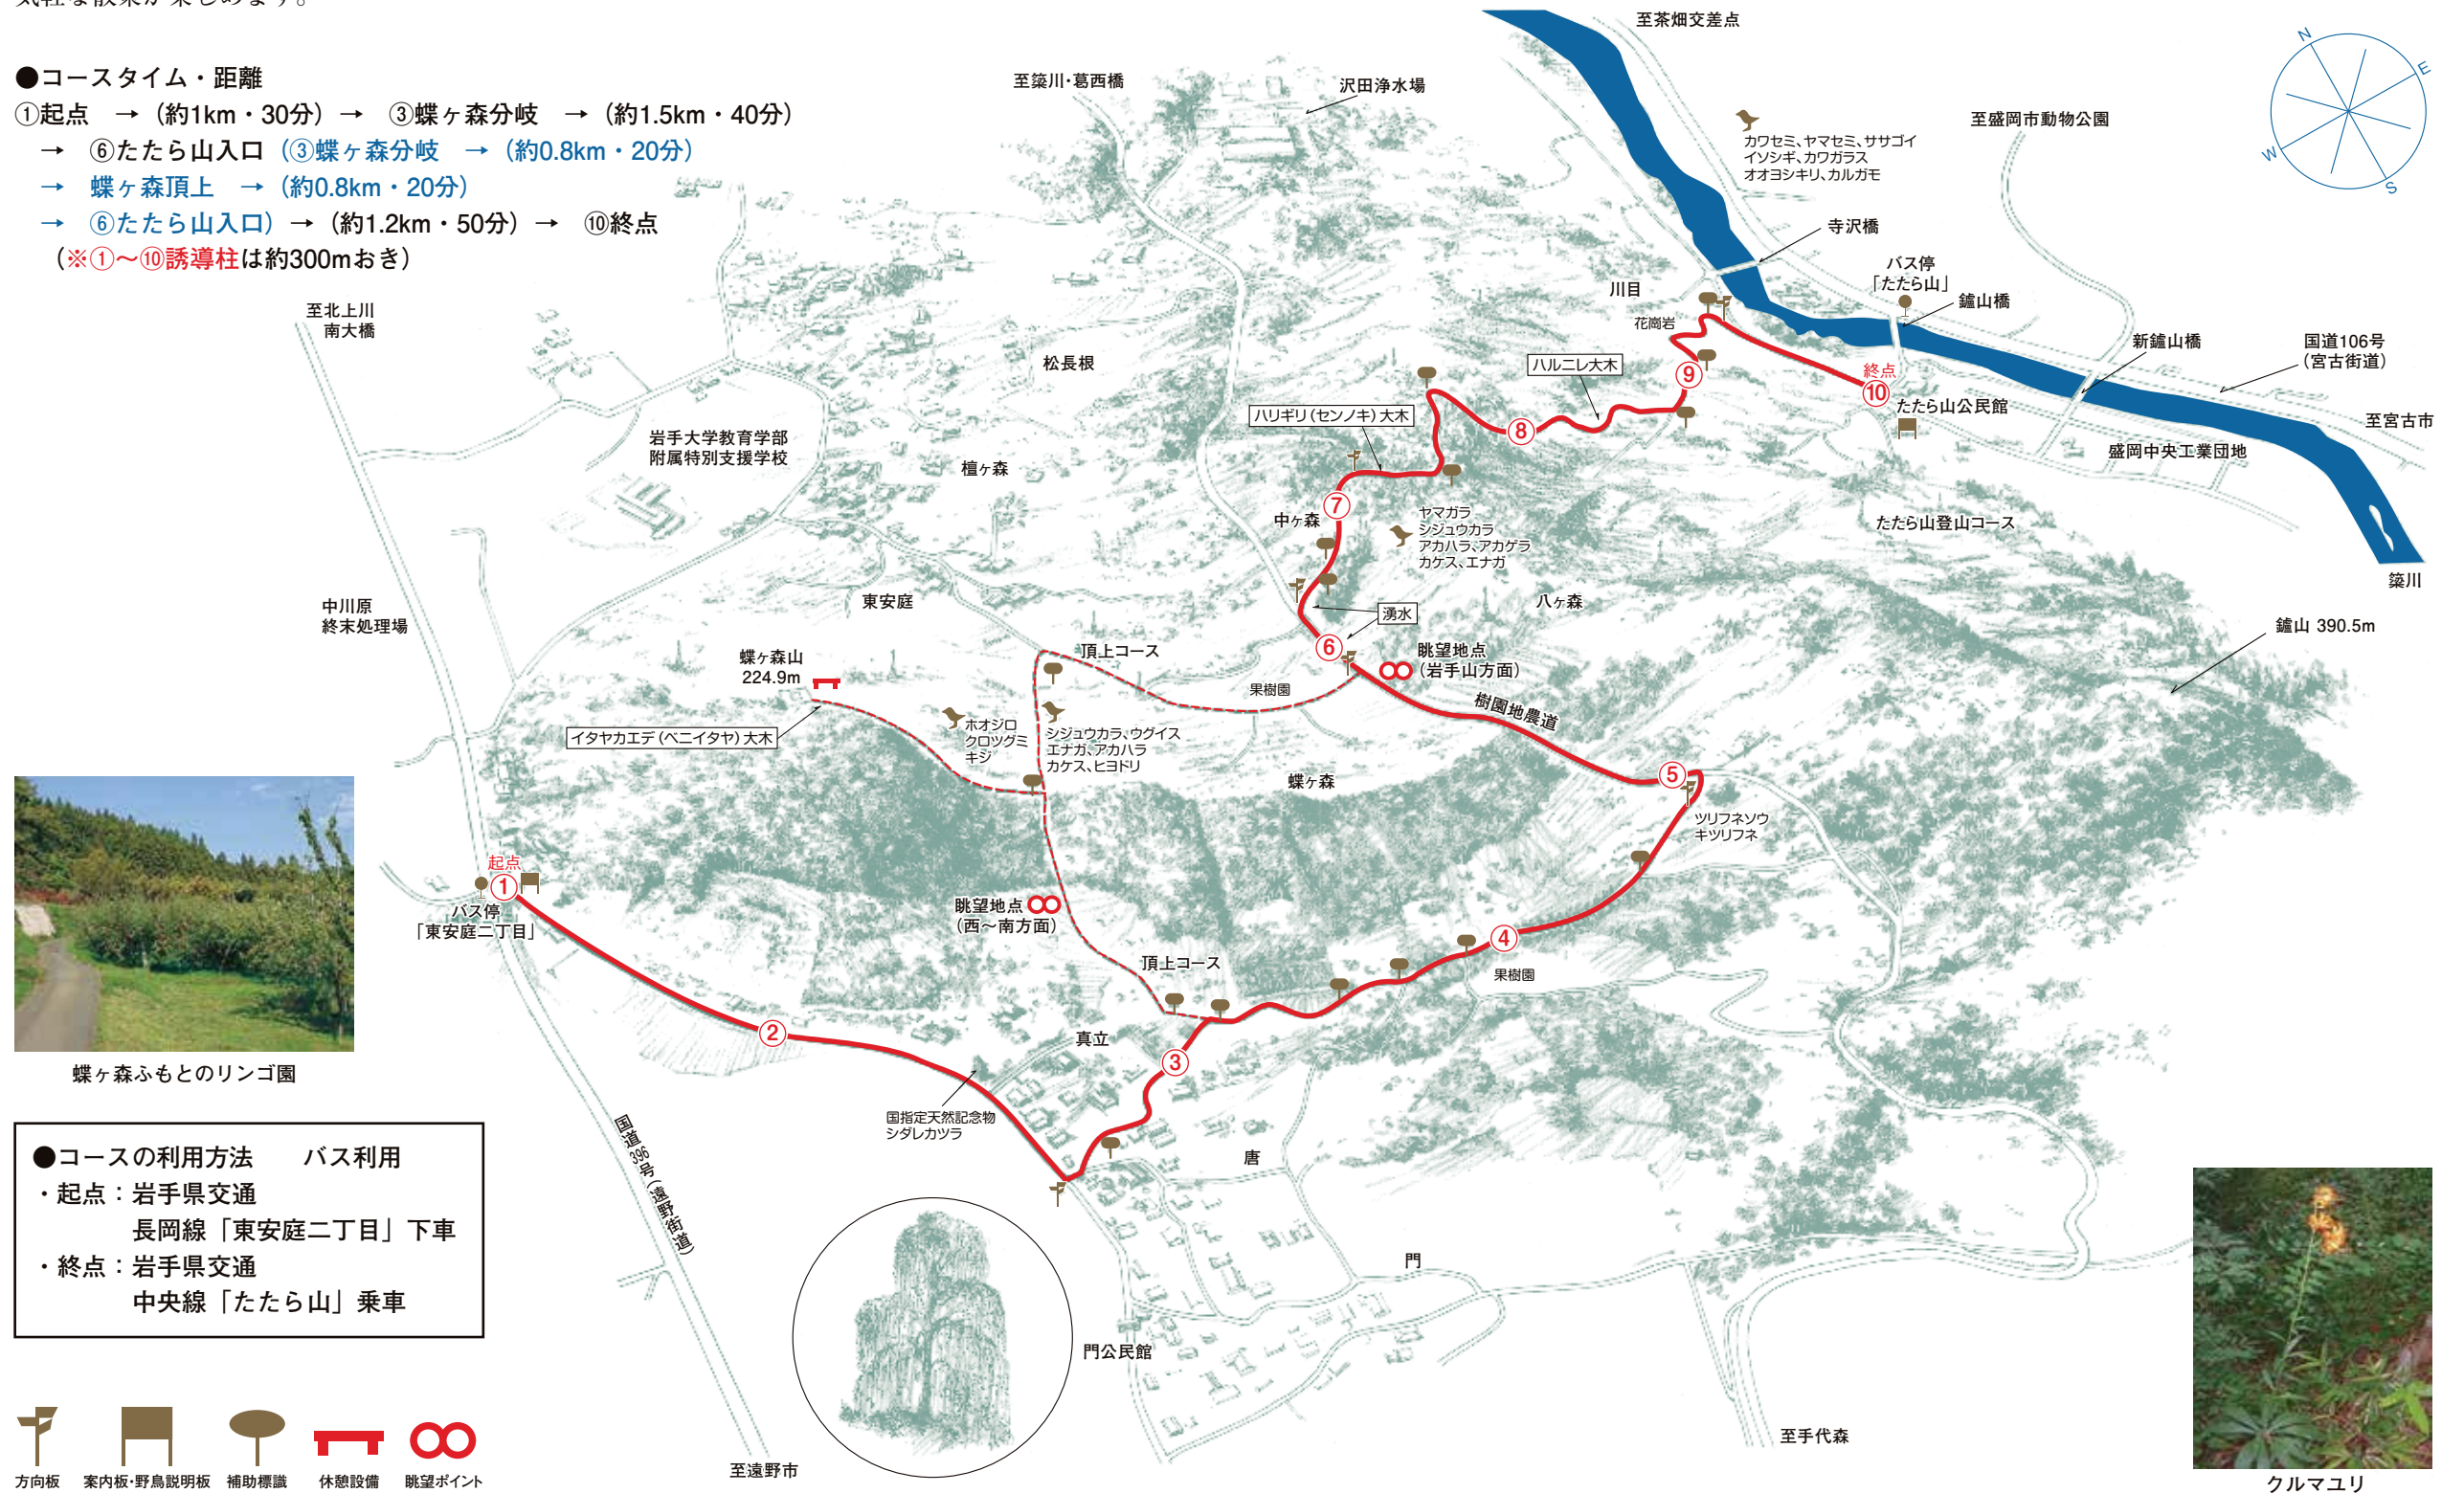 気軽な散策が楽しめます。
●コースタイム・距離
①起点　→（約1km・30分）→　③蝶ヶ森分岐　→（約1.5km・40分）
→　⑥たたら山入口（③蝶ヶ森分岐　→（約0.8km・20分）
→　蝶ヶ森頂上　→（約0.8km・20分）
→　⑥たたら山入口）→（約1.2km・50分）→　⑩終点
（※①〜⑩誘導柱は約300mおき）
至茶畑交差点
至簗川・葛西橋
沢田浄水場
N
E
W
S
カワセミ、ヤマセミ、ササゴイ
イソシギ、カワガラス
オオヨシキリ、カルガモ
至盛岡市動物公園
寺沢橋
バス停
「たたら山」
鑪山橋
川目
花崗岩
新鑪山橋
国道106号
（宮古街道）
至宮古市
至北上川
南大橋
松長根
ハルニレ大木
ハリギリ（センノキ）大木
⑨
終点
⑩
たたら山公民館
⑧
盛岡中央工業団地
岩手大学教育学部
附属特別支援学校
檀ヶ森
⑦
中ヶ森
ヤマガラ
シジュウカラ
アカハラ、アカゲラ
カケス、エナガ
たたら山登山コース
簗川
中川原
終末処理場
東安庭
湧水
八ヶ森
鑪山 390.5m
⑥
眺望地点
（岩手山方面）
頂上コース
蝶ヶ森山
224.9m
果樹園
樹園地農道
イタヤカエデ（ベニイタヤ）大木
ホオジロ
クロツグミ
キジ
シジュウカラ、ウグイス
エナガ、アカハラ
カケス、ヒヨドリ
蝶ヶ森
⑤
ツリフネソウ
キツリフネ
起点
①
バス停
「東安庭二丁目」
眺望地点
（西〜南方面）
④
頂上コース
果樹園
②
真立
③
蝶ヶ森ふもとのリンゴ園
国指定天然記念物
シダレカツラ
国道396号（遠野街道）
唐
門
門公民館
●コースの利用方法　　バス利用
・起点：岩手県交通
長岡線「東安庭二丁目」下車
・終点：岩手県交通
中央線「たたら山」乗車
至手代森
至遠野市
クルマユリ
方向板
案内板・野鳥説明板
補助標識
休憩設備
眺望ポイント